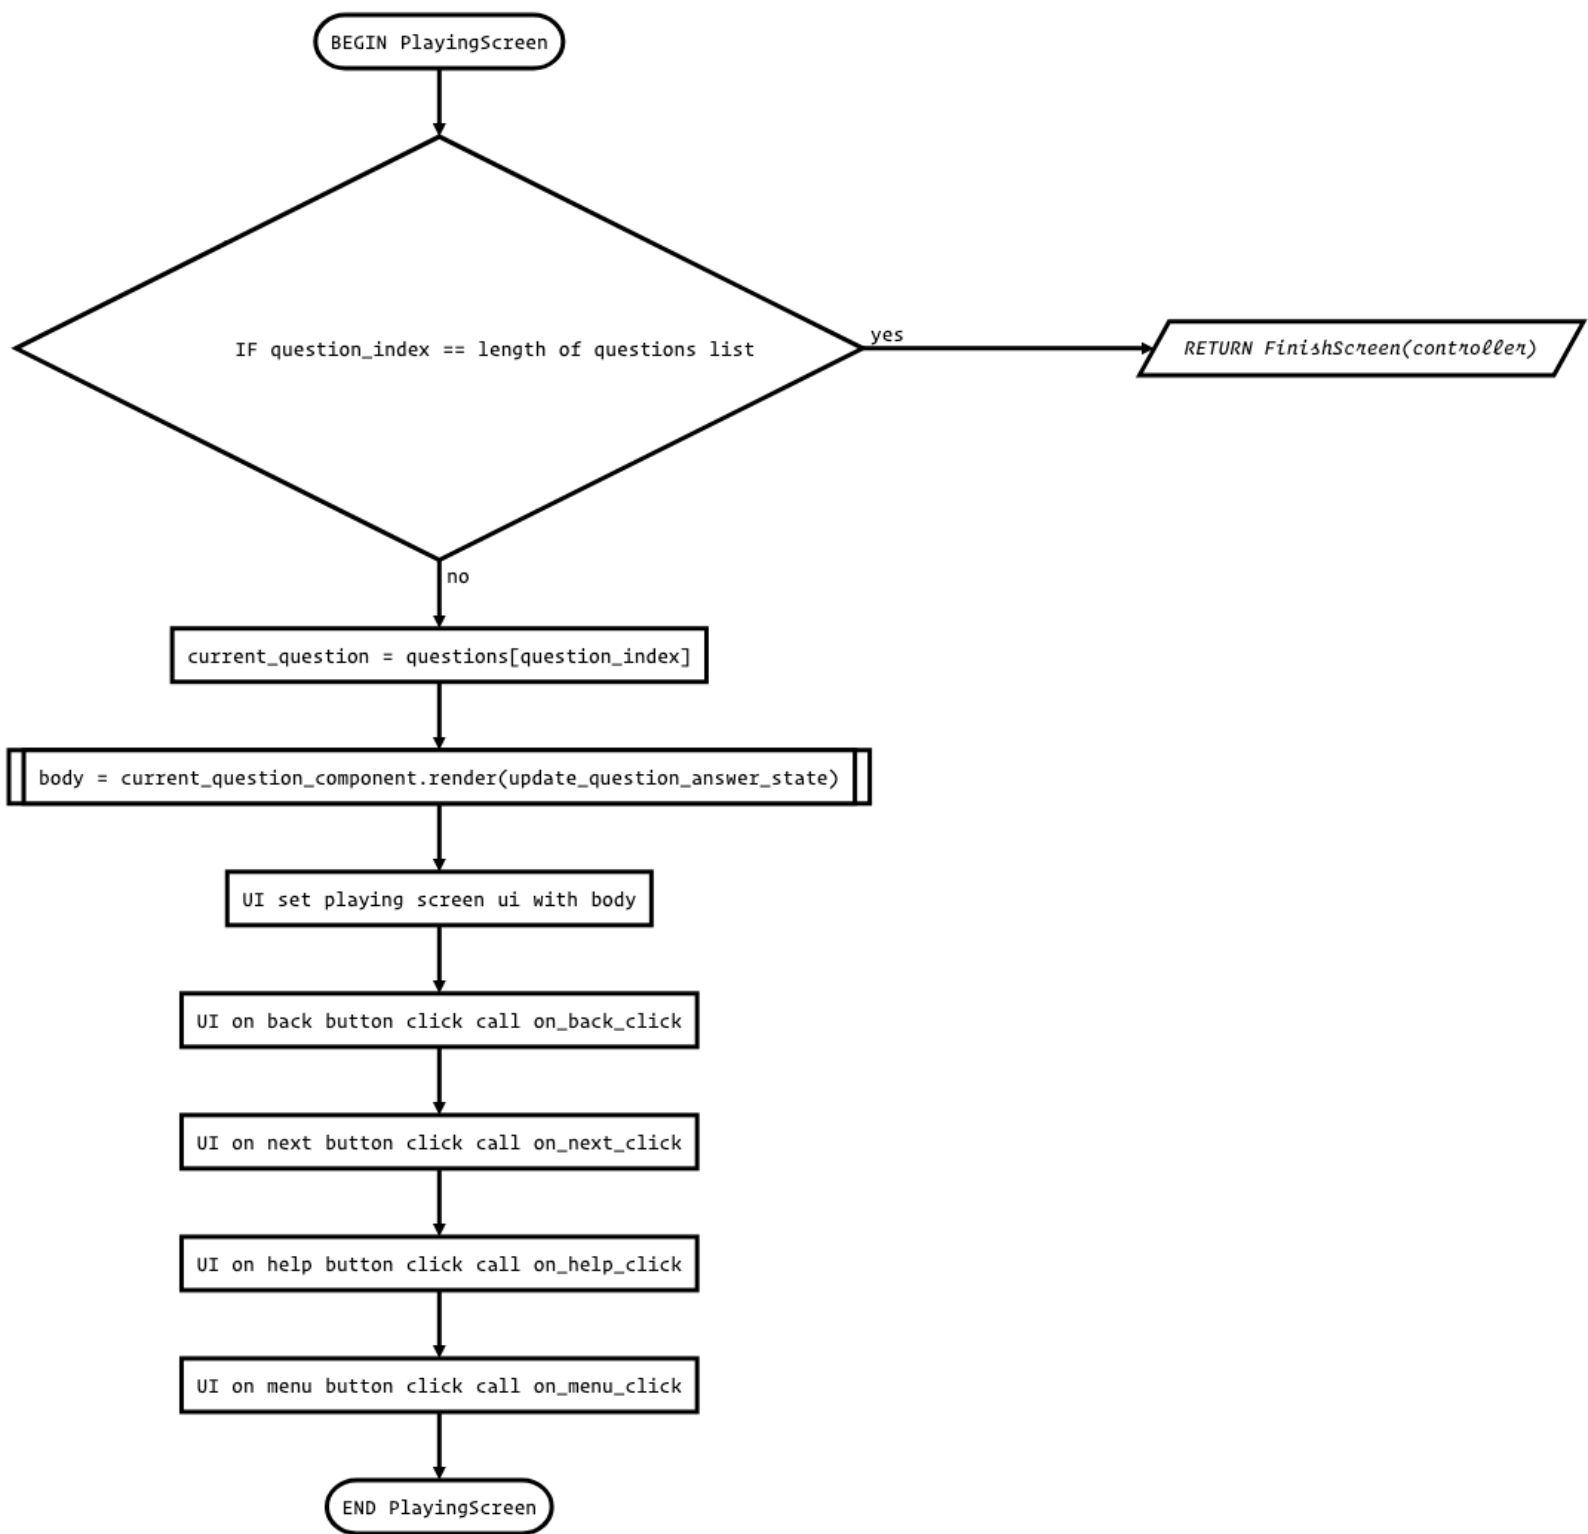 BEGIN PlayingScreen
IF question_index == length of questions list
yes
RETURN FinishScreen(controller)
no
current_question = questions[question_index]
body = current_question_component.render(update_question_answer_state)
UI set playing screen ui with body
UI on back button click call on_back_click
UI on next button click call on_next_click
UI on help button click call on_help_click
UI on menu button click call on_menu_click
END PlayingScreen